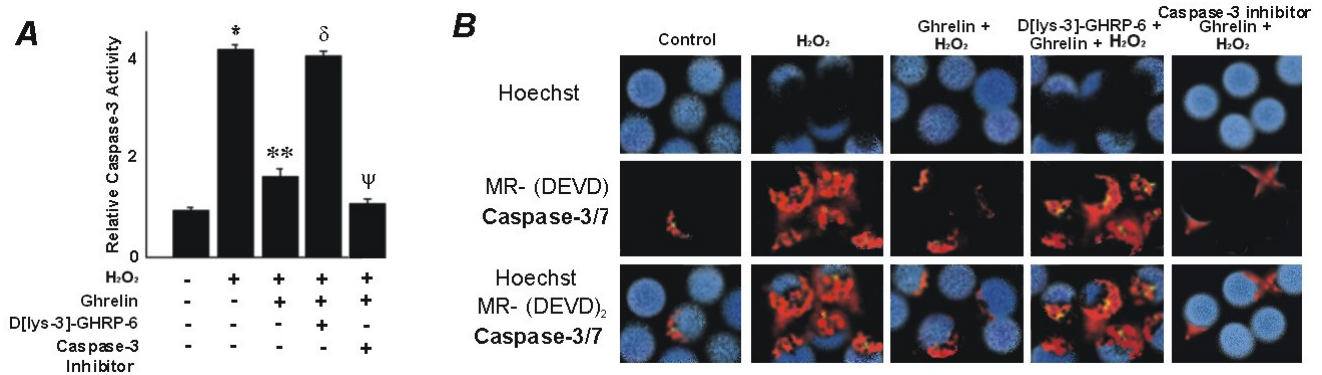 A
Relative Caspase-3 Activity
4
2
0
*
**
δ
ψ
H₂O₂ - + + + +
Ghrelin - - + + +
D[lys-3]-GHRP-6 - - - + -
Caspase-3 - - - - +
Inhibitor
B
Control
H₂O₂
Ghrelin +
H₂O₂
D[lys-3]-GHRP-6 +
Ghrelin + H₂O₂
Caspase-3 inhibitor
Ghrelin +
H₂O₂
Hoechst
MR- (DEVD)
Caspase-3/7
Hoechst
MR- (DEVD)₂
Caspase-3/7